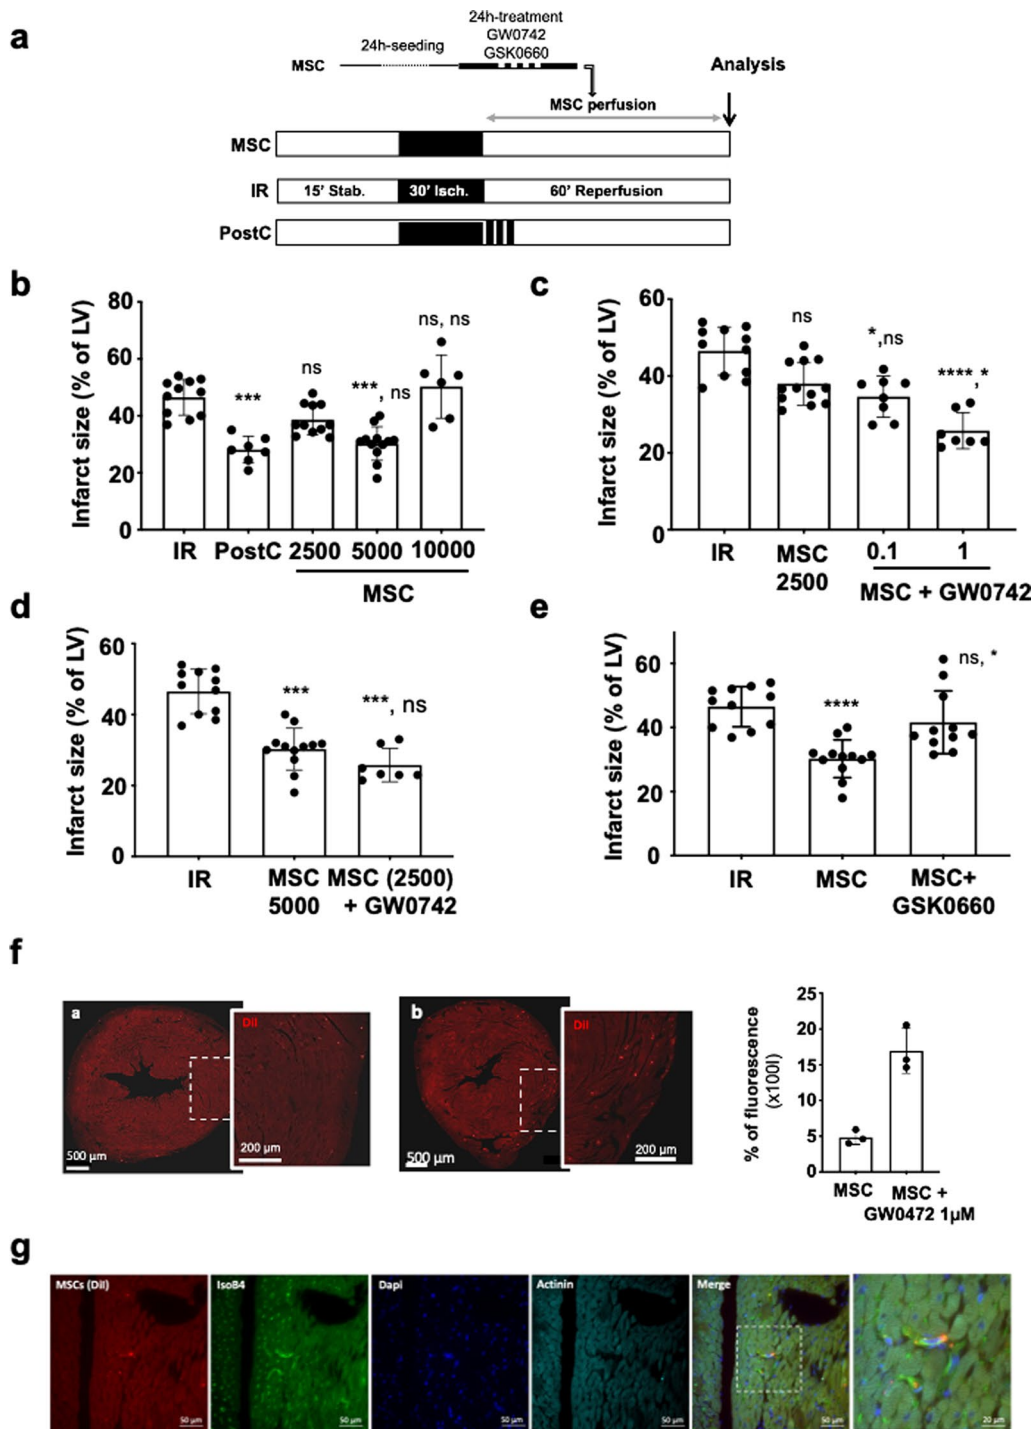 a
24h-treatment
GW0742
GSK0660
24h-seeding
MSC
Analysis
MSC perfusion
MSC
IR 15’ Stab. 30’ Isch. 60’ Reperfusion
PostC
b
Infarct size (% of LV)
80
60
40
20
0
***
ns
***, ns
ns, ns
IR PostC 2500 5000 10000
MSC
c
Infarct size (% of LV)
60
40
20
0
ns
*,ns
****,*
IR MSC 0.1 1
2500 MSC + GW0742
d
Infarct size (% of LV)
60
40
20
0
***
***, ns
IR MSC MSC (2500)
5000 + GW0742
e
Infarct size (% of LV)
60
40
20
0
****
ns, *
IR MSC MSC+
GSK0660
f
a
DiI
500 µm
200 µm
b
DiI
500 µm
200 µm
% of fluorescence
(x100I)
25
20
15
10
5
0
MSC MSC +
GW0472 1µM
g
MSCs (DiI) IsoB4 Dapi Actinin Merge
50 µm 50 µm 50 µm 50 µm 50 µm 20 µm